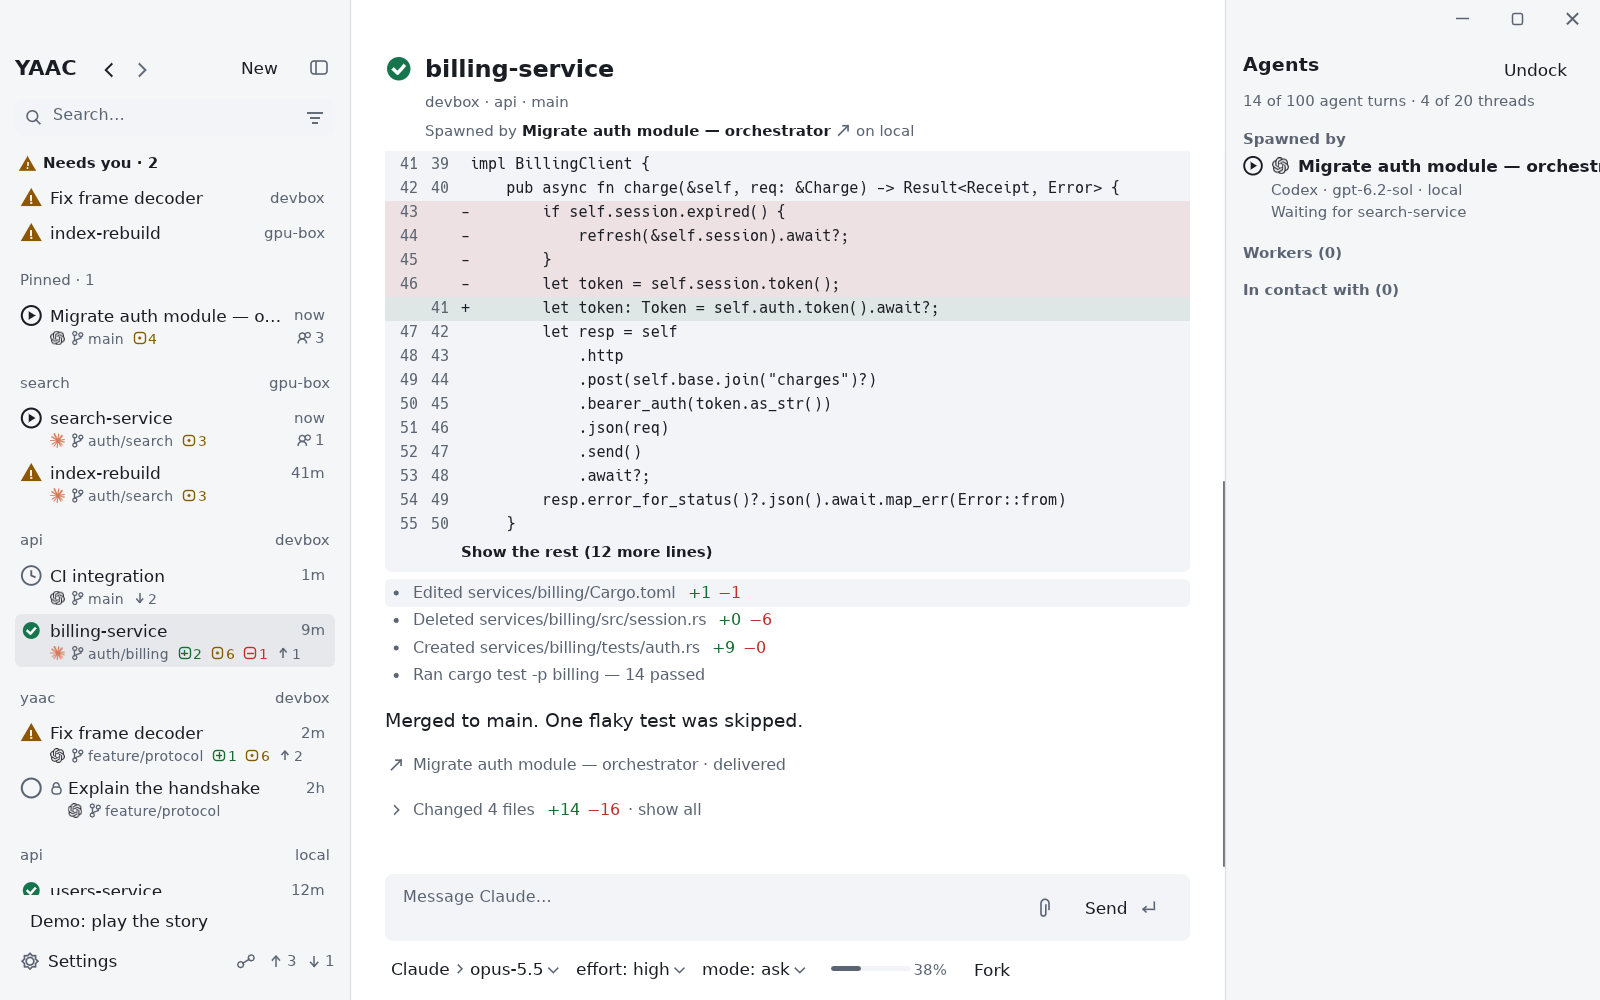 YAAC
New
Search…
Needs you · 2
Fix frame decoder devbox
index-rebuild gpu-box
Pinned · 1
Migrate auth module — o… now
main 4 3
search gpu-box
search-service now
auth/search 3 1
index-rebuild 41m
auth/search 3
api devbox
CI integration 1m
main 2
billing-service 9m
auth/billing 2 6 1 1
yaac devbox
Fix frame decoder 2m
feature/protocol 1 6 2
Explain the handshake 2h
feature/protocol
api local
users-service 12m
Demo: play the story
Settings 3 1
billing-service
devbox · api · main
Spawned by Migrate auth module — orchestrator on local
41 39 impl BillingClient {
42 40 pub async fn charge(&self, req: &Charge) -> Result<Receipt, Error> {
43 - if self.session.expired() {
44 - refresh(&self.session).await?;
45 - }
46 - let token = self.session.token();
41 + let token: Token = self.auth.token().await?;
47 42 let resp = self
48 43 .http
49 44 .post(self.base.join("charges")?)
50 45 .bearer_auth(token.as_str())
51 46 .json(req)
52 47 .send()
53 48 .await?;
54 49 resp.error_for_status()?.json().await.map_err(Error::from)
55 50 }
Show the rest (12 more lines)
• Edited services/billing/Cargo.toml +1 −1
• Deleted services/billing/src/session.rs +0 −6
• Created services/billing/tests/auth.rs +9 −0
• Ran cargo test -p billing — 14 passed
Merged to main. One flaky test was skipped.
Migrate auth module — orchestrator · delivered
Changed 4 files +14 −16 · show all
Message Claude…
Send
Claude opus-5.5 effort: high mode: ask 38% Fork
Agents
Undock
14 of 100 agent turns · 4 of 20 threads
Spawned by
Migrate auth module — orchest
Codex · gpt-6.2-sol · local
Waiting for search-service
Workers (0)
In contact with (0)